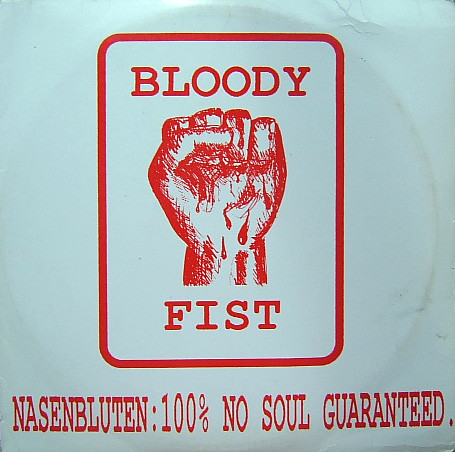 BLOODY
FIST
NASENBLUTEN:100% NO SOUL GUARANTEED.